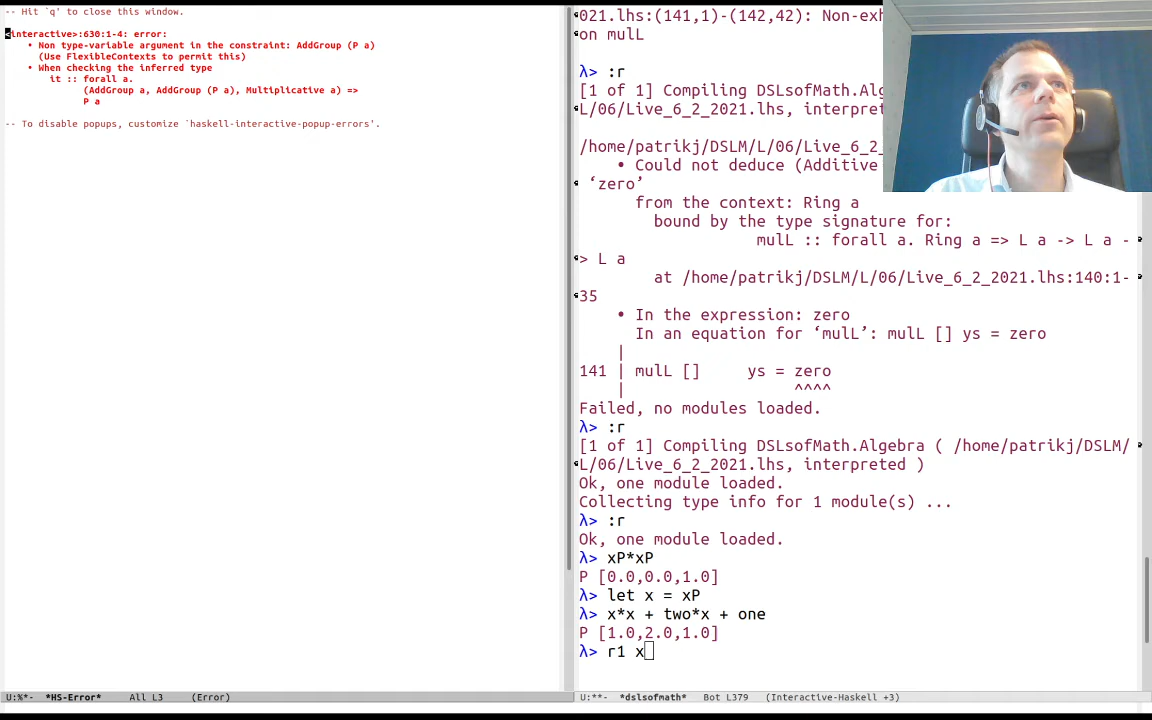 -- Hit `q' to close this window.
<interactive>:630:1-4: error:
• Non type-variable argument in the constraint: AddGroup (P a)
(Use FlexibleContexts to permit this)
• When checking the inferred type
it :: forall a.
(AddGroup a, AddGroup (P a), Multiplicative a) =>
P a
-- To disable popups, customize `haskell-interactive-popup-errors'.
U:%*- *HS-Error* All L3 (Error)
021.lhs:(141,1)-(142,42): Non-exh
on mulL
λ> :r
[1 of 1] Compiling DSLsofMath.Alg
L/06/Live_6_2_2021.lhs, interpret
/home/patrikj/DSLM/L/06/Live_6_2_
• Could not deduce (Additive
‘zero’
from the context: Ring a
bound by the type signature for:
mulL :: forall a. Ring a => L a -> L a -
> L a
at /home/patrikj/DSLM/L/06/Live_6_2_2021.lhs:140:1-
35
• In the expression: zero
In an equation for ‘mulL’: mulL [] ys = zero
|
141 | mulL [] ys = zero
| ^^^^
Failed, no modules loaded.
λ> :r
[1 of 1] Compiling DSLsofMath.Algebra ( /home/patrikj/DSLM/
L/06/Live_6_2_2021.lhs, interpreted )
Ok, one module loaded.
Collecting type info for 1 module(s) ...
λ> :r
Ok, one module loaded.
λ> xP*xP
P [0.0,0.0,1.0]
λ> let x = xP
λ> x*x + two*x + one
P [1.0,2.0,1.0]
λ> r1 x
U:**- *dslsofmath* Bot L379 (Interactive-Haskell +3)